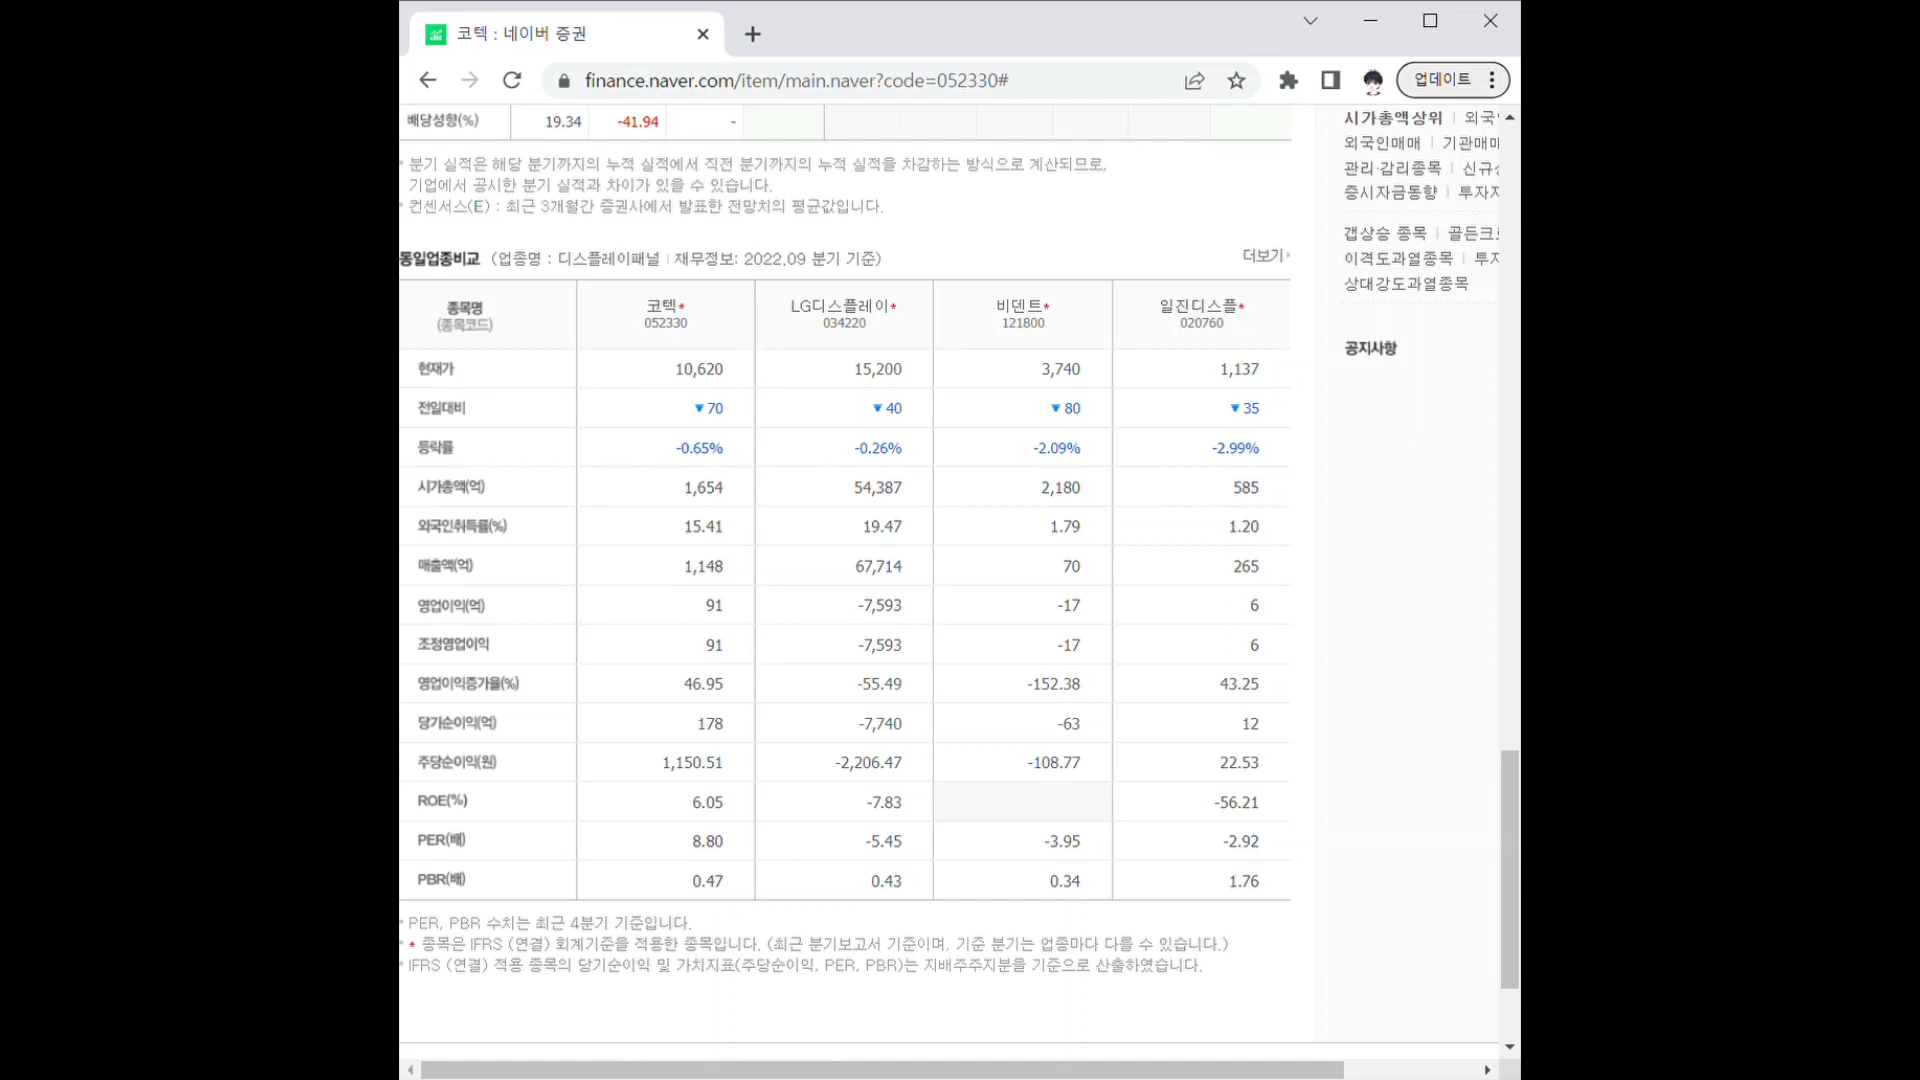 코텍 : 네이버 증권
finance.naver.com/item/main.naver?code=052330#
업데이트
배당성향(%) 19.34 -41.94 -
* 분기 실적은 해당 분기까지의 누적 실적에서 직전 분기까지의 누적 실적을 차감하는 방식으로 계산되므로,
기업에서 공시한 분기 실적과 차이가 있을 수 있습니다.
* 컨센서스(E) : 최근 3개월간 증권사에서 발표한 전망치의 평균값입니다.
동일업종비교 (업종명 : 디스플레이패널 | 재무정보: 2022.09 분기 기준) 더보기
종목명 코텍* LG디스플레이* 비덴트* 일진디스플*
(종목코드) 052330 034220 121800 020760
현재가 10,620 15,200 3,740 1,137
전일대비 ▼70 ▼40 ▼80 ▼35
등락률 -0.65% -0.26% -2.09% -2.99%
시가총액(억) 1,654 54,387 2,180 585
외국인취득률(%) 15.41 19.47 1.79 1.20
매출액(억) 1,148 67,714 70 265
영업이익(억) 91 -7,593 -17 6
조정영업이익 91 -7,593 -17 6
영업이익증가율(%) 46.95 -55.49 -152.38 43.25
당기순이익(억) 178 -7,740 -63 12
주당순이익(원) 1,150.51 -2,206.47 -108.77 22.53
ROE(%) 6.05 -7.83 -56.21
PER(배) 8.80 -5.45 -3.95 -2.92
PBR(배) 0.47 0.43 0.34 1.76
* PER, PBR 수치는 최근 4분기 기준입니다.
* * 종목은 IFRS (연결) 회계기준을 적용한 종목입니다. (최근 분기보고서 기준이며, 기준 분기는 업종마다 다를 수 있습니다.)
* IFRS (연결) 적용 종목의 당기순이익 및 가치지표(주당순이익, PER, PBR)는 지배주주지분을 기준으로 산출하였습니다.
시가총액상위 | 외국
외국인매매 | 기관매매
관리·감리종목 | 신규
증시자금동향 | 투자
갭상승 종목 | 골든크
이격도과열종목 | 투
상대강도과열종목
공지사항